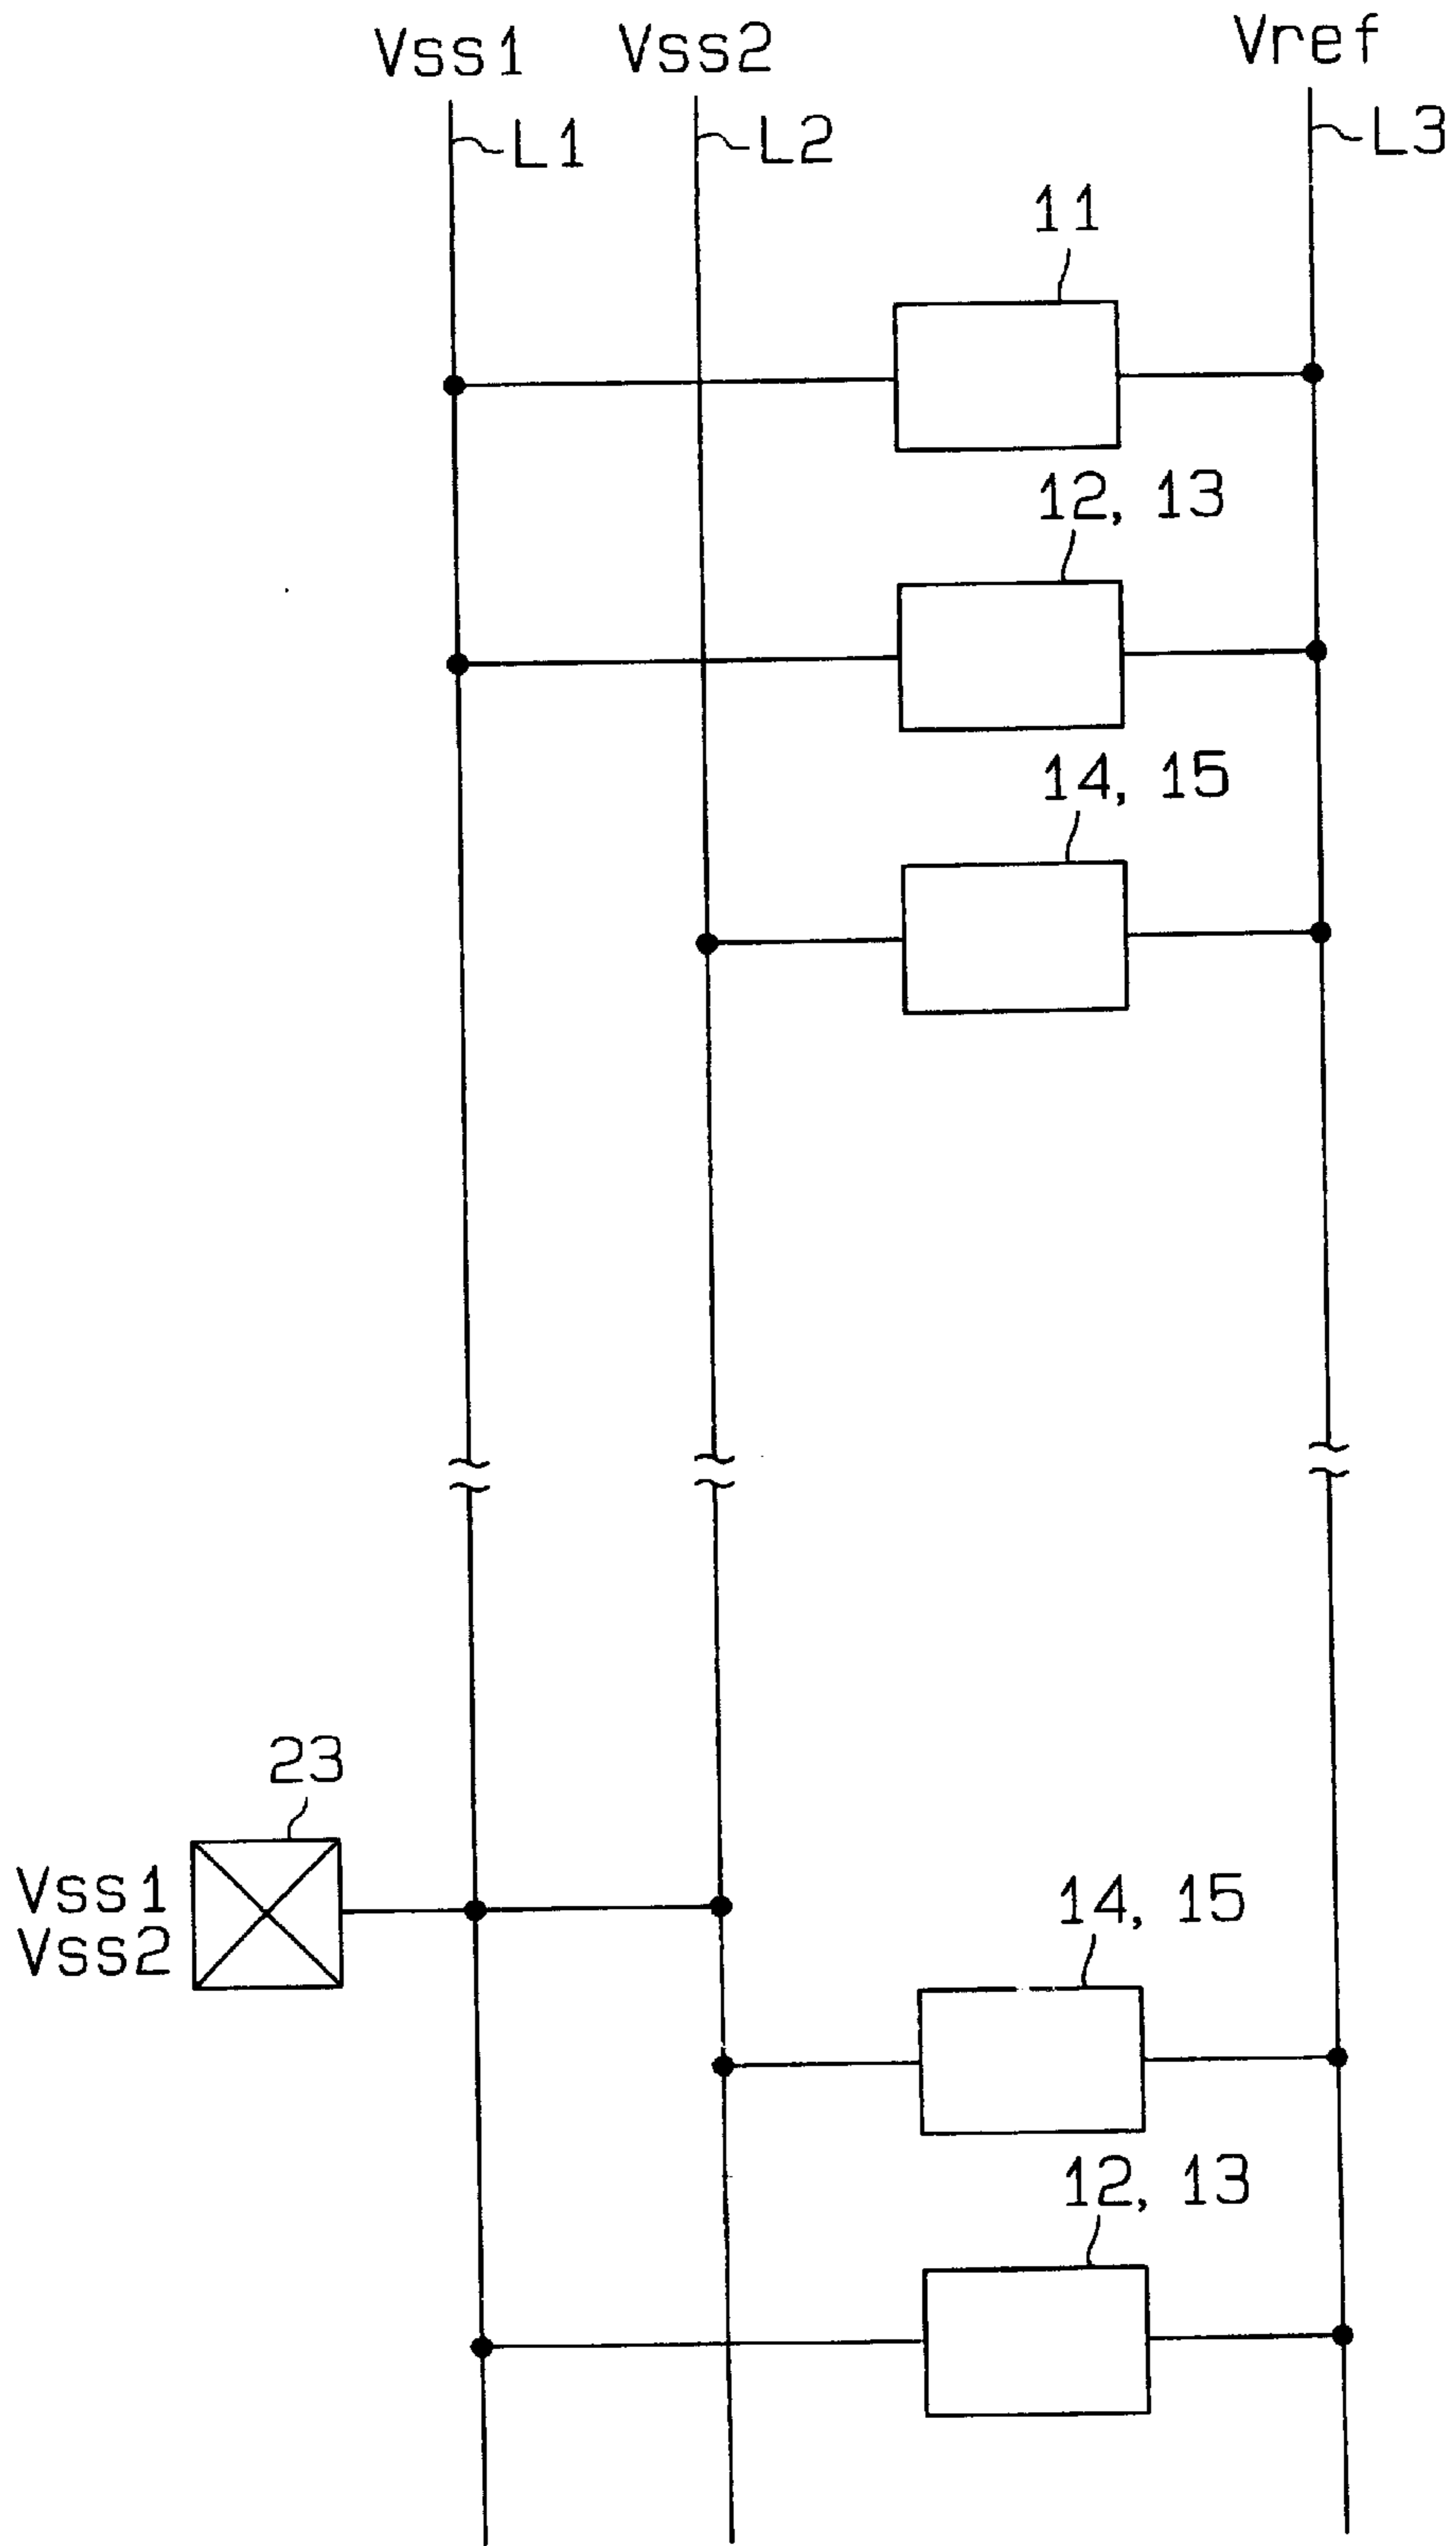 Vss1 Vss2 Vref
L1 L2 L3
11
12, 13
14, 15
23
Vss1
Vss2
14, 15
12, 13